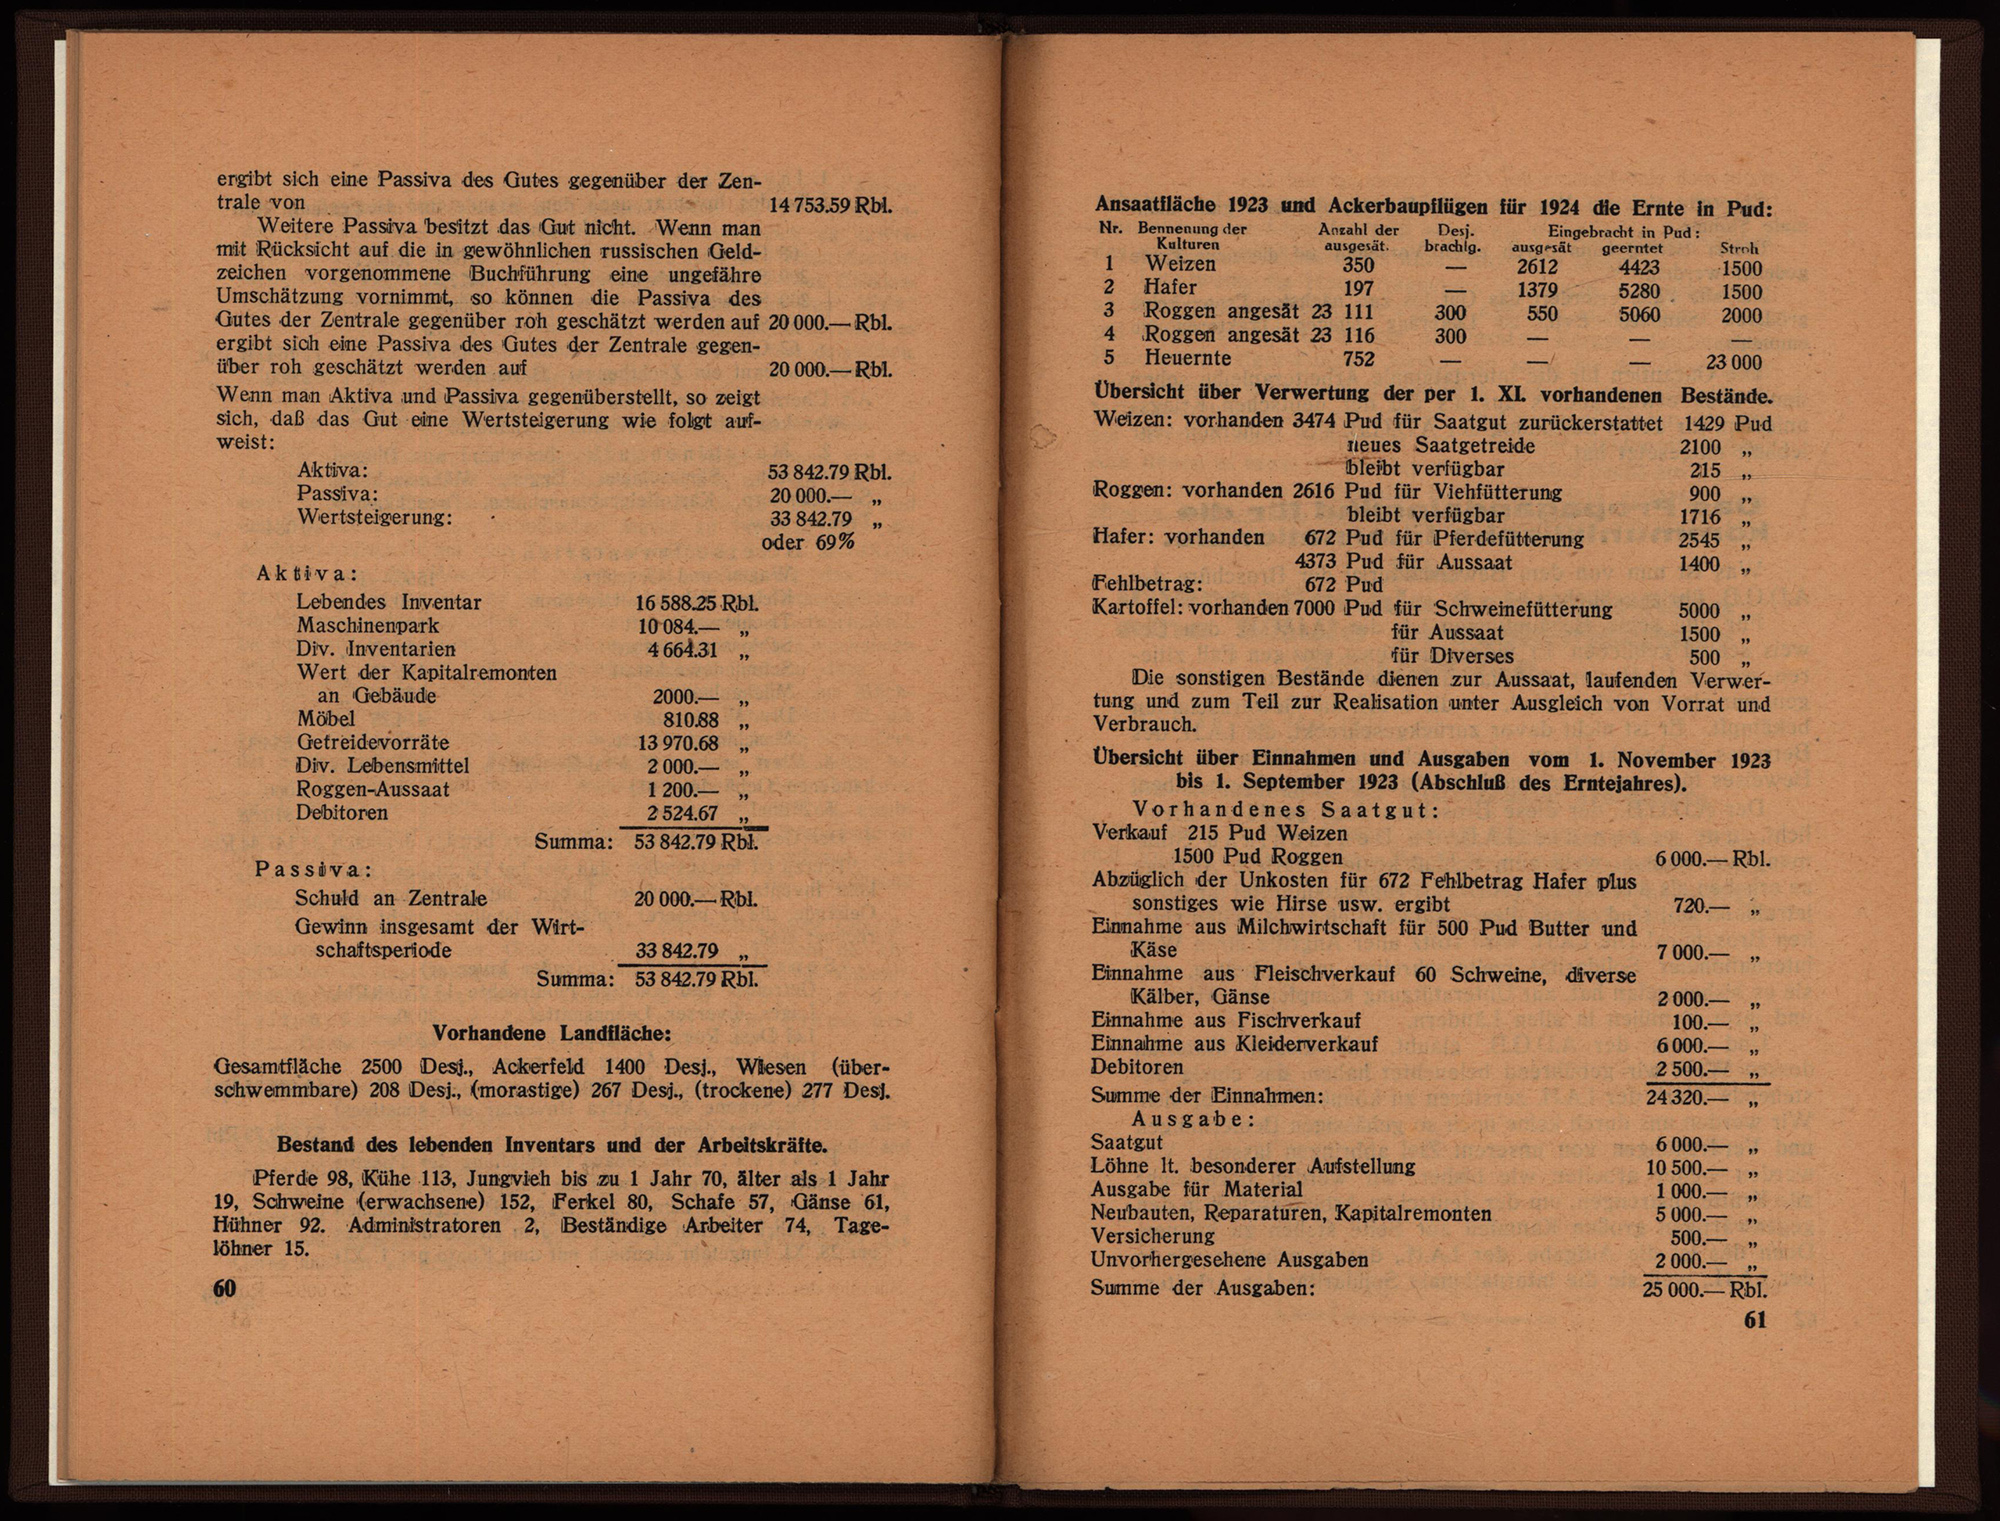 ergibt sich eine Passiva des Gutes gegenüber der Zen-
trale von 14 753.59 Rbl.
Weitere Passiva besitzt das Gut nicht. Wenn man
mit Rücksicht auf die in gewöhnlichen russischen Geld-
zeichen vorgenommene Buchführung eine ungefähre
Umschätzung vornimmt, so können die Passiva des
Gutes der Zentrale gegenüber roh geschätzt werden auf 20 000.— Rbl.
ergibt sich eine Passiva des Gutes der Zentrale gegen-
über roh geschätzt werden auf 20 000.— Rbl.
Wenn man Aktiva und Passiva gegenüberstellt, so zeigt
sich, daß das Gut eine Wertsteigerung wie folgt auf-
weist:
Aktiva: 53 842.79 Rbl.
Passiva: 20 000.— „
Wertsteigerung: 33 842.79 „
oder 69%
Aktiva:
Lebendes Inventar 16 588.25 Rbl.
Maschinenpark 10 084.— „
Div. Inventarien 4 664.31 „
Wert der Kapitalremonten
an Gebäude 2000.— „
Möbel 810.88 „
Getreidevorräte 13 970.68 „
Div. Lebensmittel 2 000.— „
Roggen-Aussaat 1 200.— „
Debitoren 2 524.67 „
Summa: 53 842.79 Rbl.
Passiva:
Schuld an Zentrale 20 000.— Rbl.
Gewinn insgesamt der Wirt-
schaftsperiode 33 842.79 „
Summa: 53 842.79 Rbl.
Vorhandene Landfläche:
Gesamtfläche 2500 Desj., Ackerfeld 1400 Desj., Wiesen (über-
schwemmbare) 208 Desj., (morastige) 267 Desj., (trockene) 277 Desj.
Bestand des lebenden Inventars und der Arbeitskräfte.
Pferde 98, Kühe 113, Jungvieh bis zu 1 Jahr 70, älter als 1 Jahr
19, Schweine (erwachsene) 152, Ferkel 80, Schafe 57, Gänse 61,
Hühner 92. Administratoren 2, Beständige Arbeiter 74, Tage-
löhner 15.
60
Ansaatfläche 1923 und Ackerbaupflügen für 1924 die Ernte in Pud:
Nr. Bennenung der Anzahl der Desj. Eingebracht in Pud:
Kulturen ausgesät. brachlg. ausgesät geerntet Stroh
1 Weizen 350 — 2612 4423 1500
2 Hafer 197 — 1379 5280 1500
3 Roggen angesät 23 111 300 550 5060 2000
4 Roggen angesät 23 116 300 — — —
5 Heuernte 752 — — — 23 000
Übersicht über Verwertung der per 1. XI. vorhandenen Bestände.
Weizen: vorhanden 3474 Pud für Saatgut zurückerstattet 1429 Pud
neues Saatgetreide 2100 „
bleibt verfügbar 215 „
Roggen: vorhanden 2616 Pud für Viehfütterung 900 „
bleibt verfügbar 1716 „
Hafer: vorhanden 672 Pud für Pferdefütterung 2545 „
4373 Pud für Aussaat 1400 „
Fehlbetrag: 672 Pud
Kartoffel: vorhanden 7000 Pud für Schweinefütterung 5000 „
für Aussaat 1500 „
für Diverses 500 „
Die sonstigen Bestände dienen zur Aussaat, laufenden Verwer-
tung und zum Teil zur Realisation unter Ausgleich von Vorrat und
Verbrauch.
Übersicht über Einnahmen und Ausgaben vom 1. November 1923
bis 1. September 1923 (Abschluß des Erntejahres).
Vorhandenes Saatgut:
Verkauf 215 Pud Weizen
1500 Pud Roggen 6 000.— Rbl.
Abzüglich der Unkosten für 672 Fehlbetrag Hafer plus
sonstiges wie Hirse usw. ergibt 720.— „
Einnahme aus Milchwirtschaft für 500 Pud Butter und
Käse 7 000.— „
Einnahme aus Fleischverkauf 60 Schweine, diverse
Kälber, Gänse 2 000.— „
Einnahme aus Fischverkauf 100.— „
Einnahme aus Kleiderverkauf 6 000.— „
Debitoren 2 500.— „
Summe der Einnahmen: 24 320.— „
Ausgabe:
Saatgut 6 000.— „
Löhne lt. besonderer Aufstellung 10 500.— „
Ausgabe für Material 1 000.— „
Neubauten, Reparaturen, Kapitalremonten 5 000.— „
Versicherung 500.— „
Unvorhergesehene Ausgaben 2 000.— „
Summe der Ausgaben: 25 000.— Rbl.
61